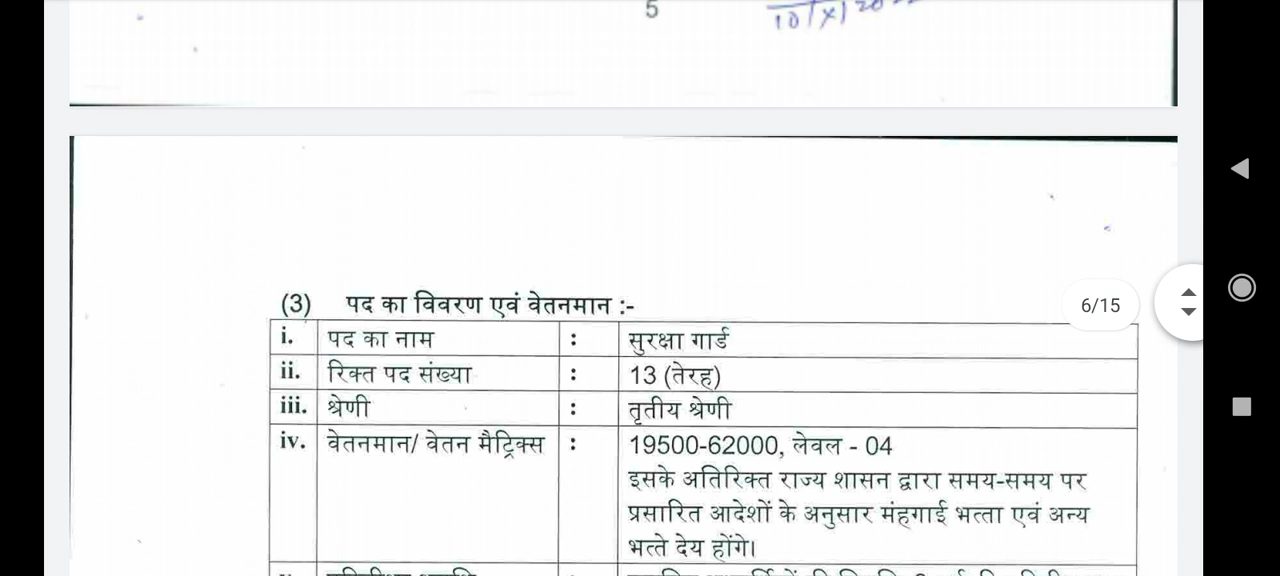 5
(3) पद का विवरण एवं वेतनमान :-
6/15
i. पद का नाम : सुरक्षा गार्ड
ii. रिक्त पद संख्या : 13 (तेरह)
iii. श्रेणी : तृतीय श्रेणी
iv. वेतनमान/ वेतन मैट्रिक्स : 19500-62000, लेवल - 04
इसके अतिरिक्त राज्य शासन द्वारा समय-समय पर
प्रसारित आदेशों के अनुसार मंहगाई भत्ता एवं अन्य
भत्ते देय होंगे।